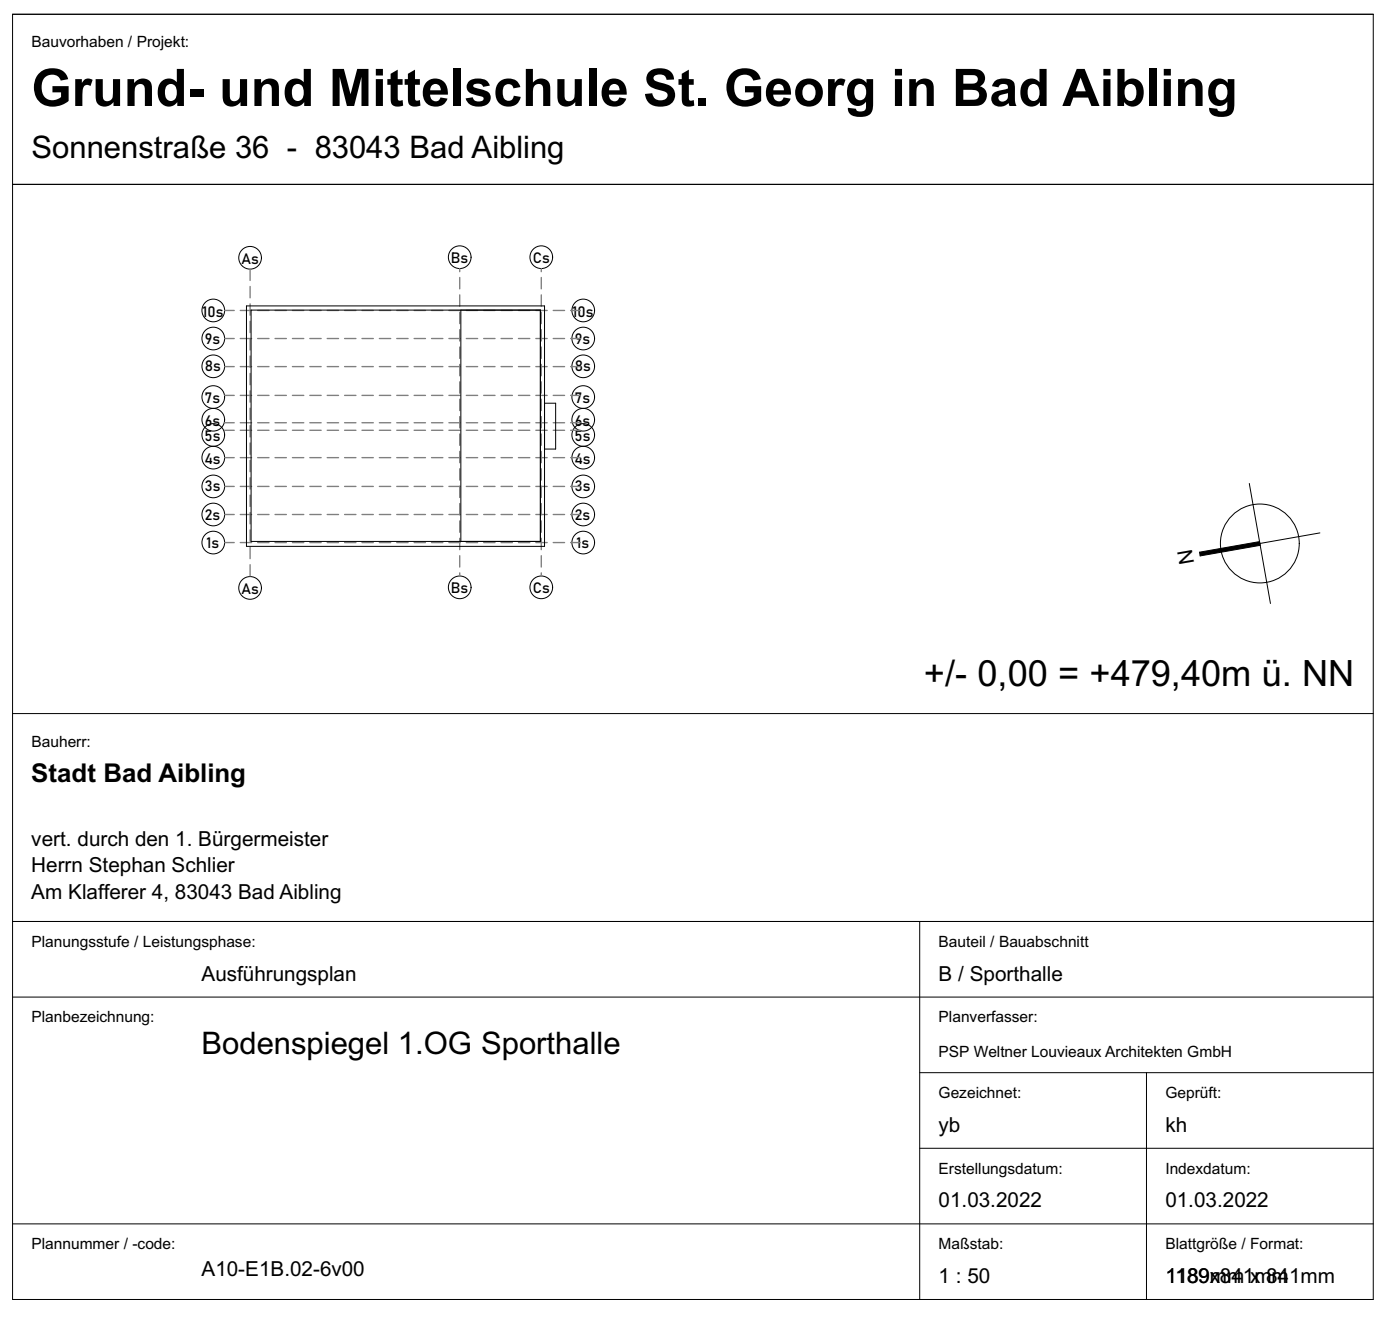 Bauvorhaben / Projekt:
Grund- und Mittelschule St. Georg in Bad Aibling
Sonnenstraße 36 - 83043 Bad Aibling
As Bs Cs
10s 10s
9s 9s
8s 8s
7s 7s
6s 6s
5s 5s
4s 4s
3s 3s
2s 2s
1s 1s
As Bs Cs
N
+/- 0,00 = +479,40m ü. NN
Bauherr:
Stadt Bad Aibling
vert. durch den 1. Bürgermeister
Herrn Stephan Schlier
Am Klafferer 4, 83043 Bad Aibling
Planungsstufe / Leistungsphase:
Ausführungsplan
Bauteil / Bauabschnitt
B / Sporthalle
Planbezeichnung:
Bodenspiegel 1.OG Sporthalle
Planverfasser:
PSP Weltner Louvieaux Architekten GmbH
Gezeichnet:
yb
Geprüft:
kh
Erstellungsdatum:
01.03.2022
Indexdatum:
01.03.2022
Plannummer / -code:
A10-E1B.02-6v00
Maßstab:
1 : 50
Blattgröße / Format: